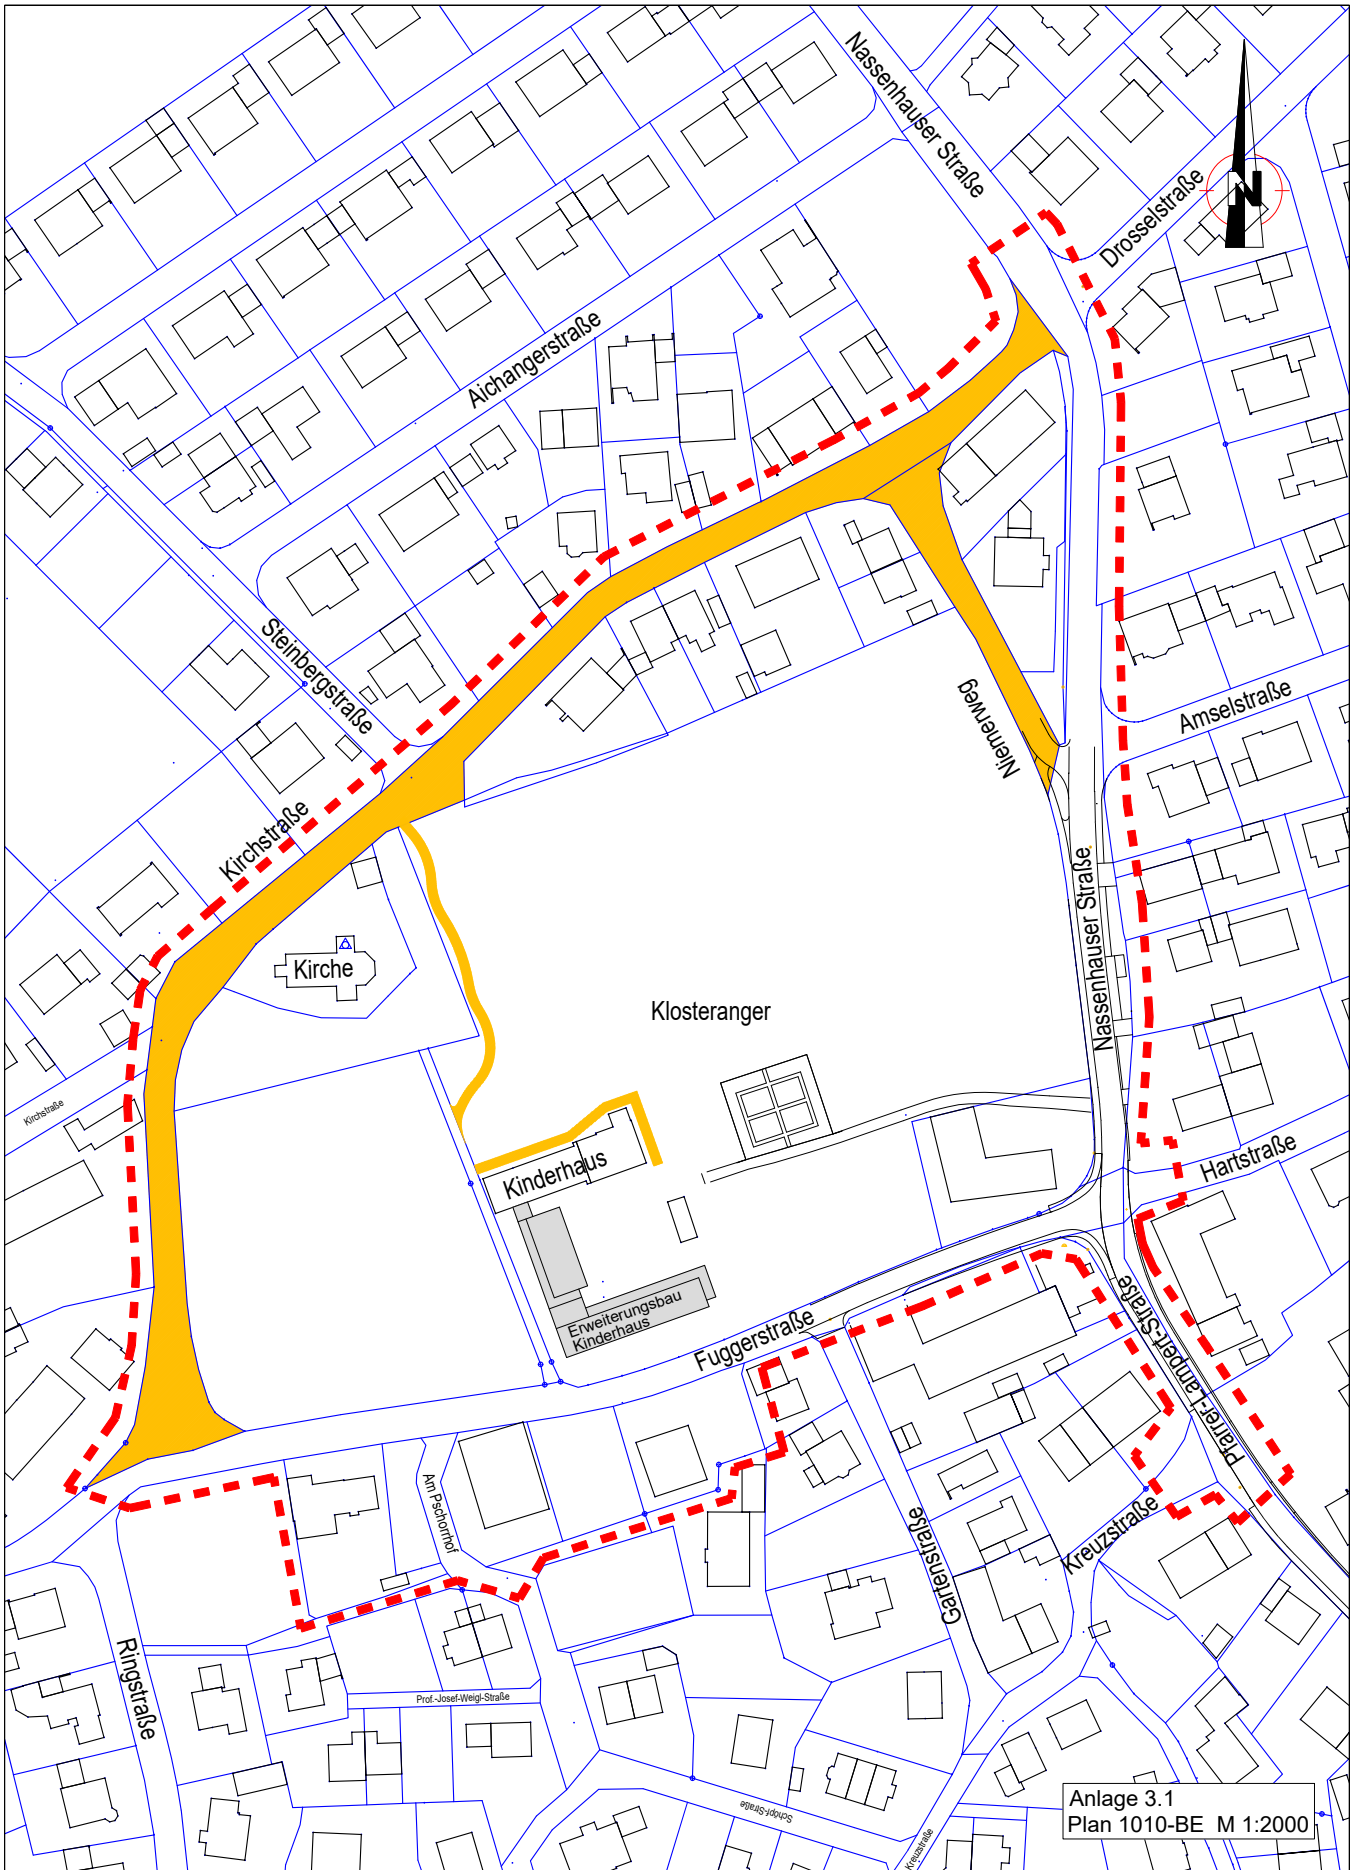 Nassenhauser Straße
N
Drosselstraße
Aichangerstraße
Steinbergstraße
Niemerweg
Amselstraße
Kirchstraße
Nassenhauser Straße
Kirche
Klosteranger
Kirchstraße
Kinderhaus
Hartstraße
Erweiterungsbau
Kinderhaus
Fuggerstraße
Pfarrer-Lampert-Straße
Am Pschorrhof
Gartenstraße
Kreuzstraße
Ringstraße
Prof.-Josef-Weigl-Straße
Schöpf-Straße
Kreuzstraße
Anlage 3.1
Plan 1010-BE M 1:2000